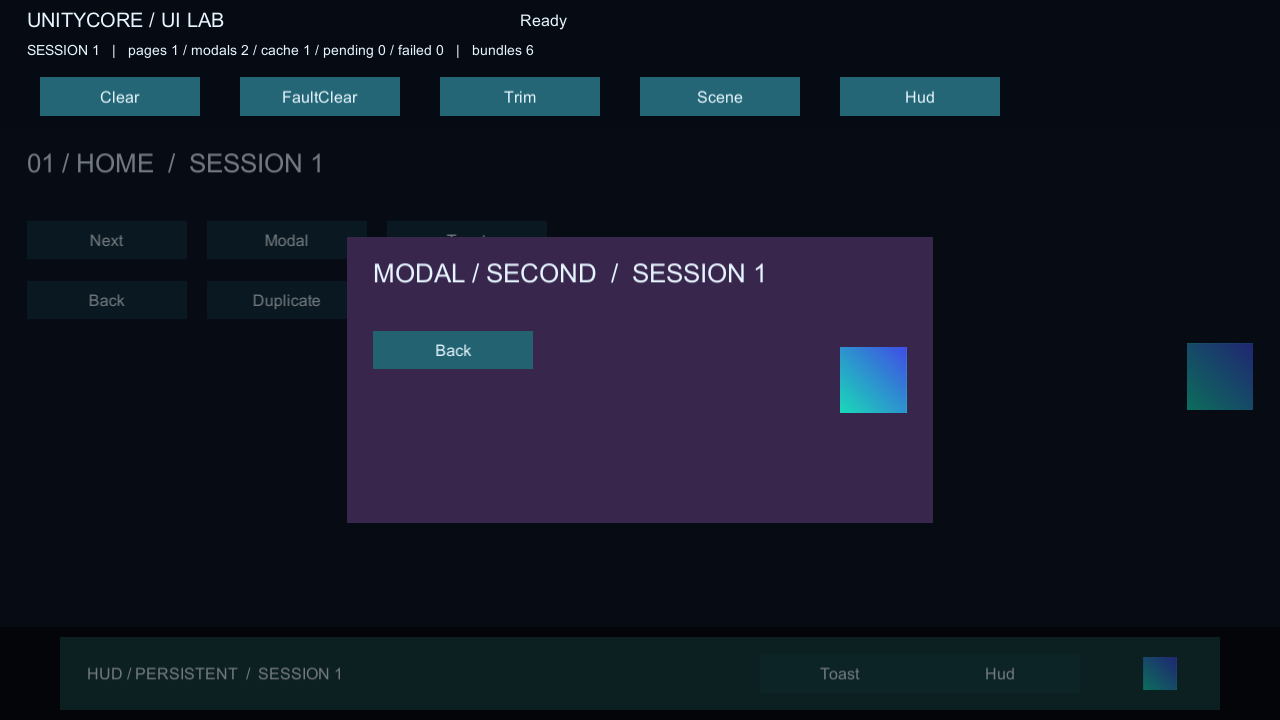 UNITYCORE / UI LAB
Ready
SESSION 1 | pages 1 / modals 2 / cache 1 / pending 0 / failed 0 | bundles 6
Clear
FaultClear
Trim
Scene
Hud
01 / HOME / SESSION 1
Next
Modal
Back
Duplicate
MODAL / SECOND / SESSION 1
Back
HUD / PERSISTENT / SESSION 1
Toast
Hud